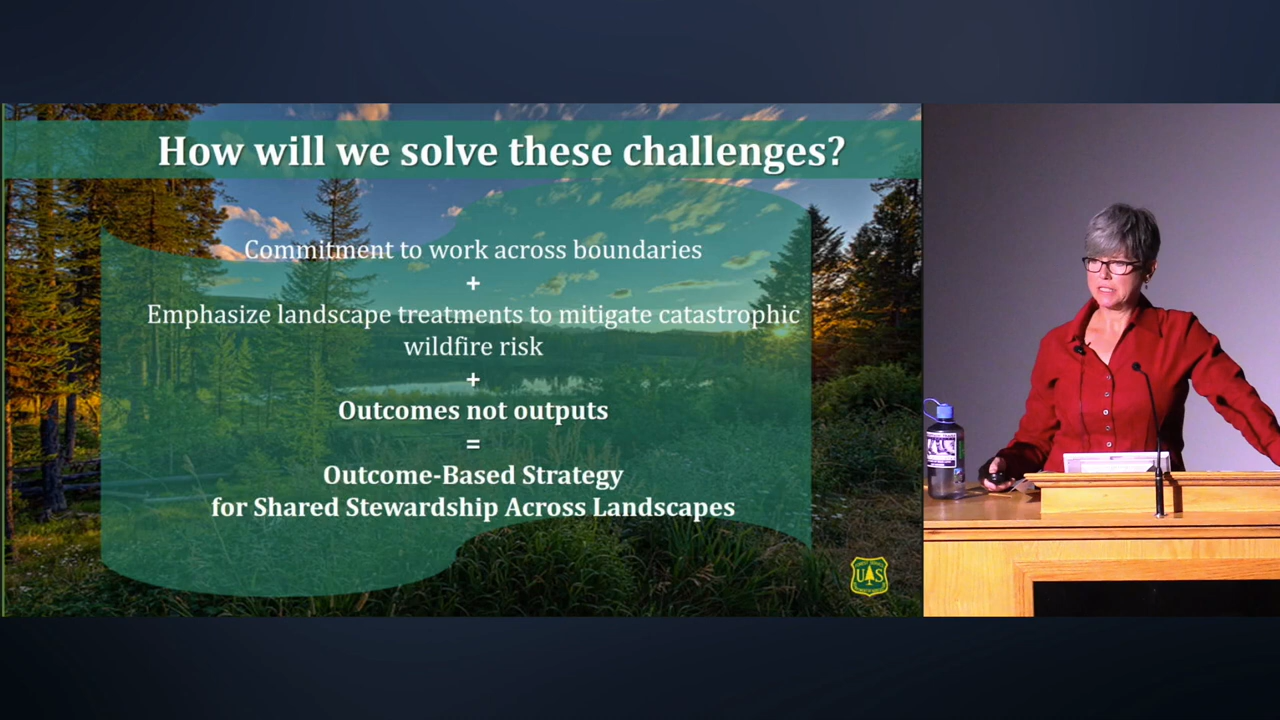 How will we solve these challenges?
Commitment to work across boundaries
+
Emphasize landscape treatments to mitigate catastrophic
wildfire risk
+
Outcomes not outputs
=
Outcome-Based Strategy
for Shared Stewardship Across Landscapes
US